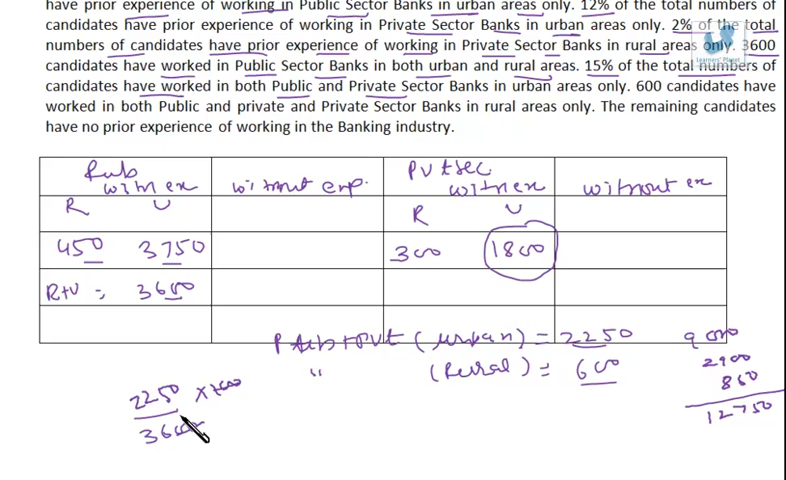 have prior experience of working in Public Sector Banks in urban areas only. 12% of the total numbers of
candidates have prior experience of working in Private Sector Banks in urban areas only. 2% of the total
numbers of candidates have prior experience of working in Private Sector Banks in rural areas only. 3600
candidates have worked in Public Sector Banks in both urban and rural areas. 15% of the total numbers of
candidates have worked in both Public and Private Sector Banks in urban areas only. 600 candidates have
worked in both Public and private and Private Sector Banks in rural areas only. The remaining candidates
have no prior experience of working in the Banking industry.
Learners' Planet
Pub Pvt sec
with ex without exp. with ex without ex
R U R U
450 3750 300 1800
R+U = 3600
(urban) = 2250
" (Rural) = 600
2250
3600
9000
2900
12750